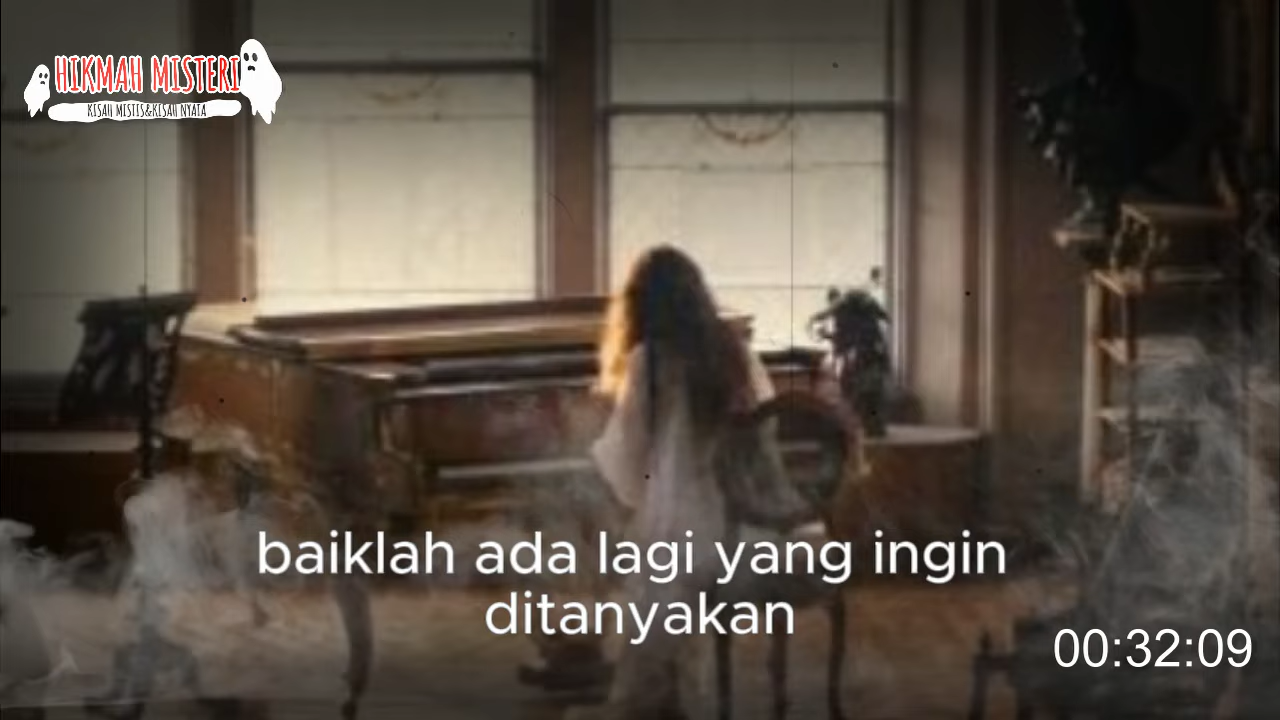 HIKMAH MISTERI
KISAH MISTIS&KISAH NYATA
baiklah ada lagi yang ingin
ditanyakan
00:32:09